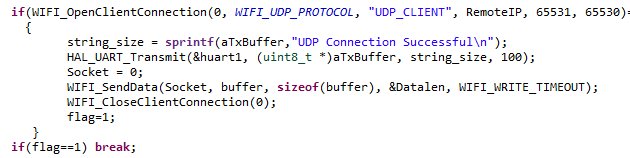 if(WIFI_OpenClientConnection(0, WIFI_UDP_PROTOCOL, "UDP_CLIENT", RemoteIP, 65531, 65530)=
{
string_size = sprintf(aTxBuffer,"UDP Connection Successful\n");
HAL_UART_Transmit(&huart1, (uint8_t *)aTxBuffer, string_size, 100);
Socket = 0;
WIFI_SendData(Socket, buffer, sizeof(buffer), &Datalen, WIFI_WRITE_TIMEOUT);
WIFI_CloseClientConnection(0);
flag=1;
}
if(flag==1) break;